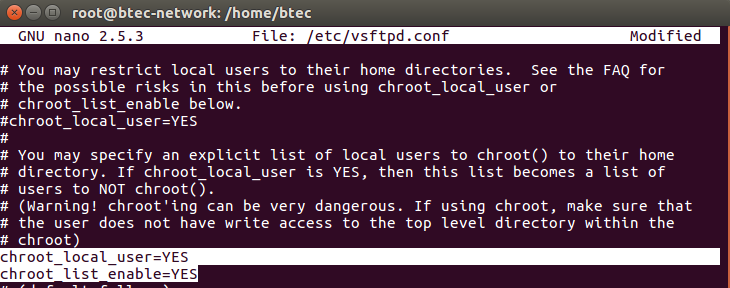 root@btec-network: /home/btec
GNU nano 2.5.3 File: /etc/vsftpd.conf Modified
# You may restrict local users to their home directories.  See the FAQ for
# the possible risks in this before using chroot_local_user or
# chroot_list_enable below.
#chroot_local_user=YES
#
# You may specify an explicit list of local users to chroot() to their home
# directory. If chroot_local_user is YES, then this list becomes a list of
# users to NOT chroot().
# (Warning! chroot'ing can be very dangerous. If using chroot, make sure that
# the user does not have write access to the top level directory within the
# chroot)
chroot_local_user=YES
chroot_list_enable=YES